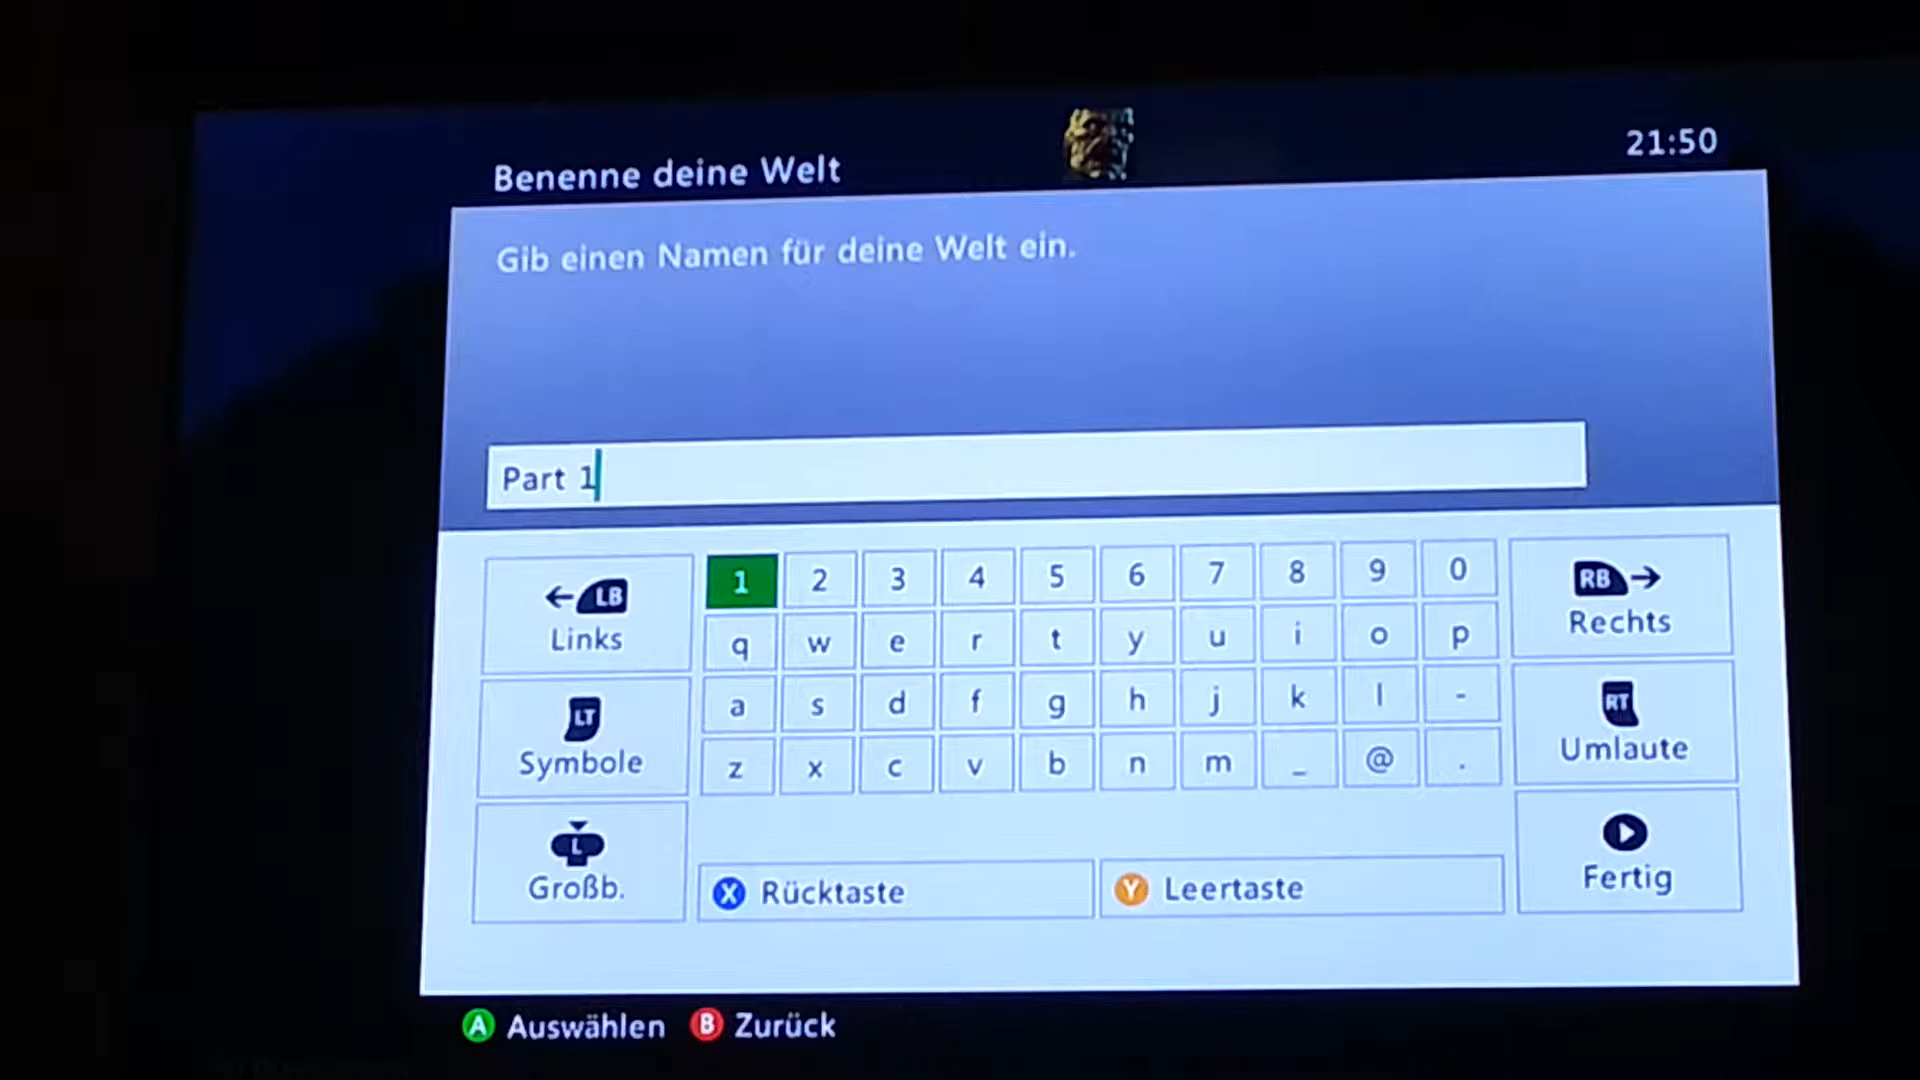 Benenne deine Welt
21:50
Gib einen Namen für deine Welt ein.
Part 1
LB
Links
1 2 3 4 5 6 7 8 9 0
RB
Rechts
q w e r t y u i o p
LT
Symbole
a s d f g h j k l -
RT
Umlaute
z x c v b n m _ @ .
L
Großb.
X Rücktaste
Y Leertaste
Fertig
A Auswählen B Zurück